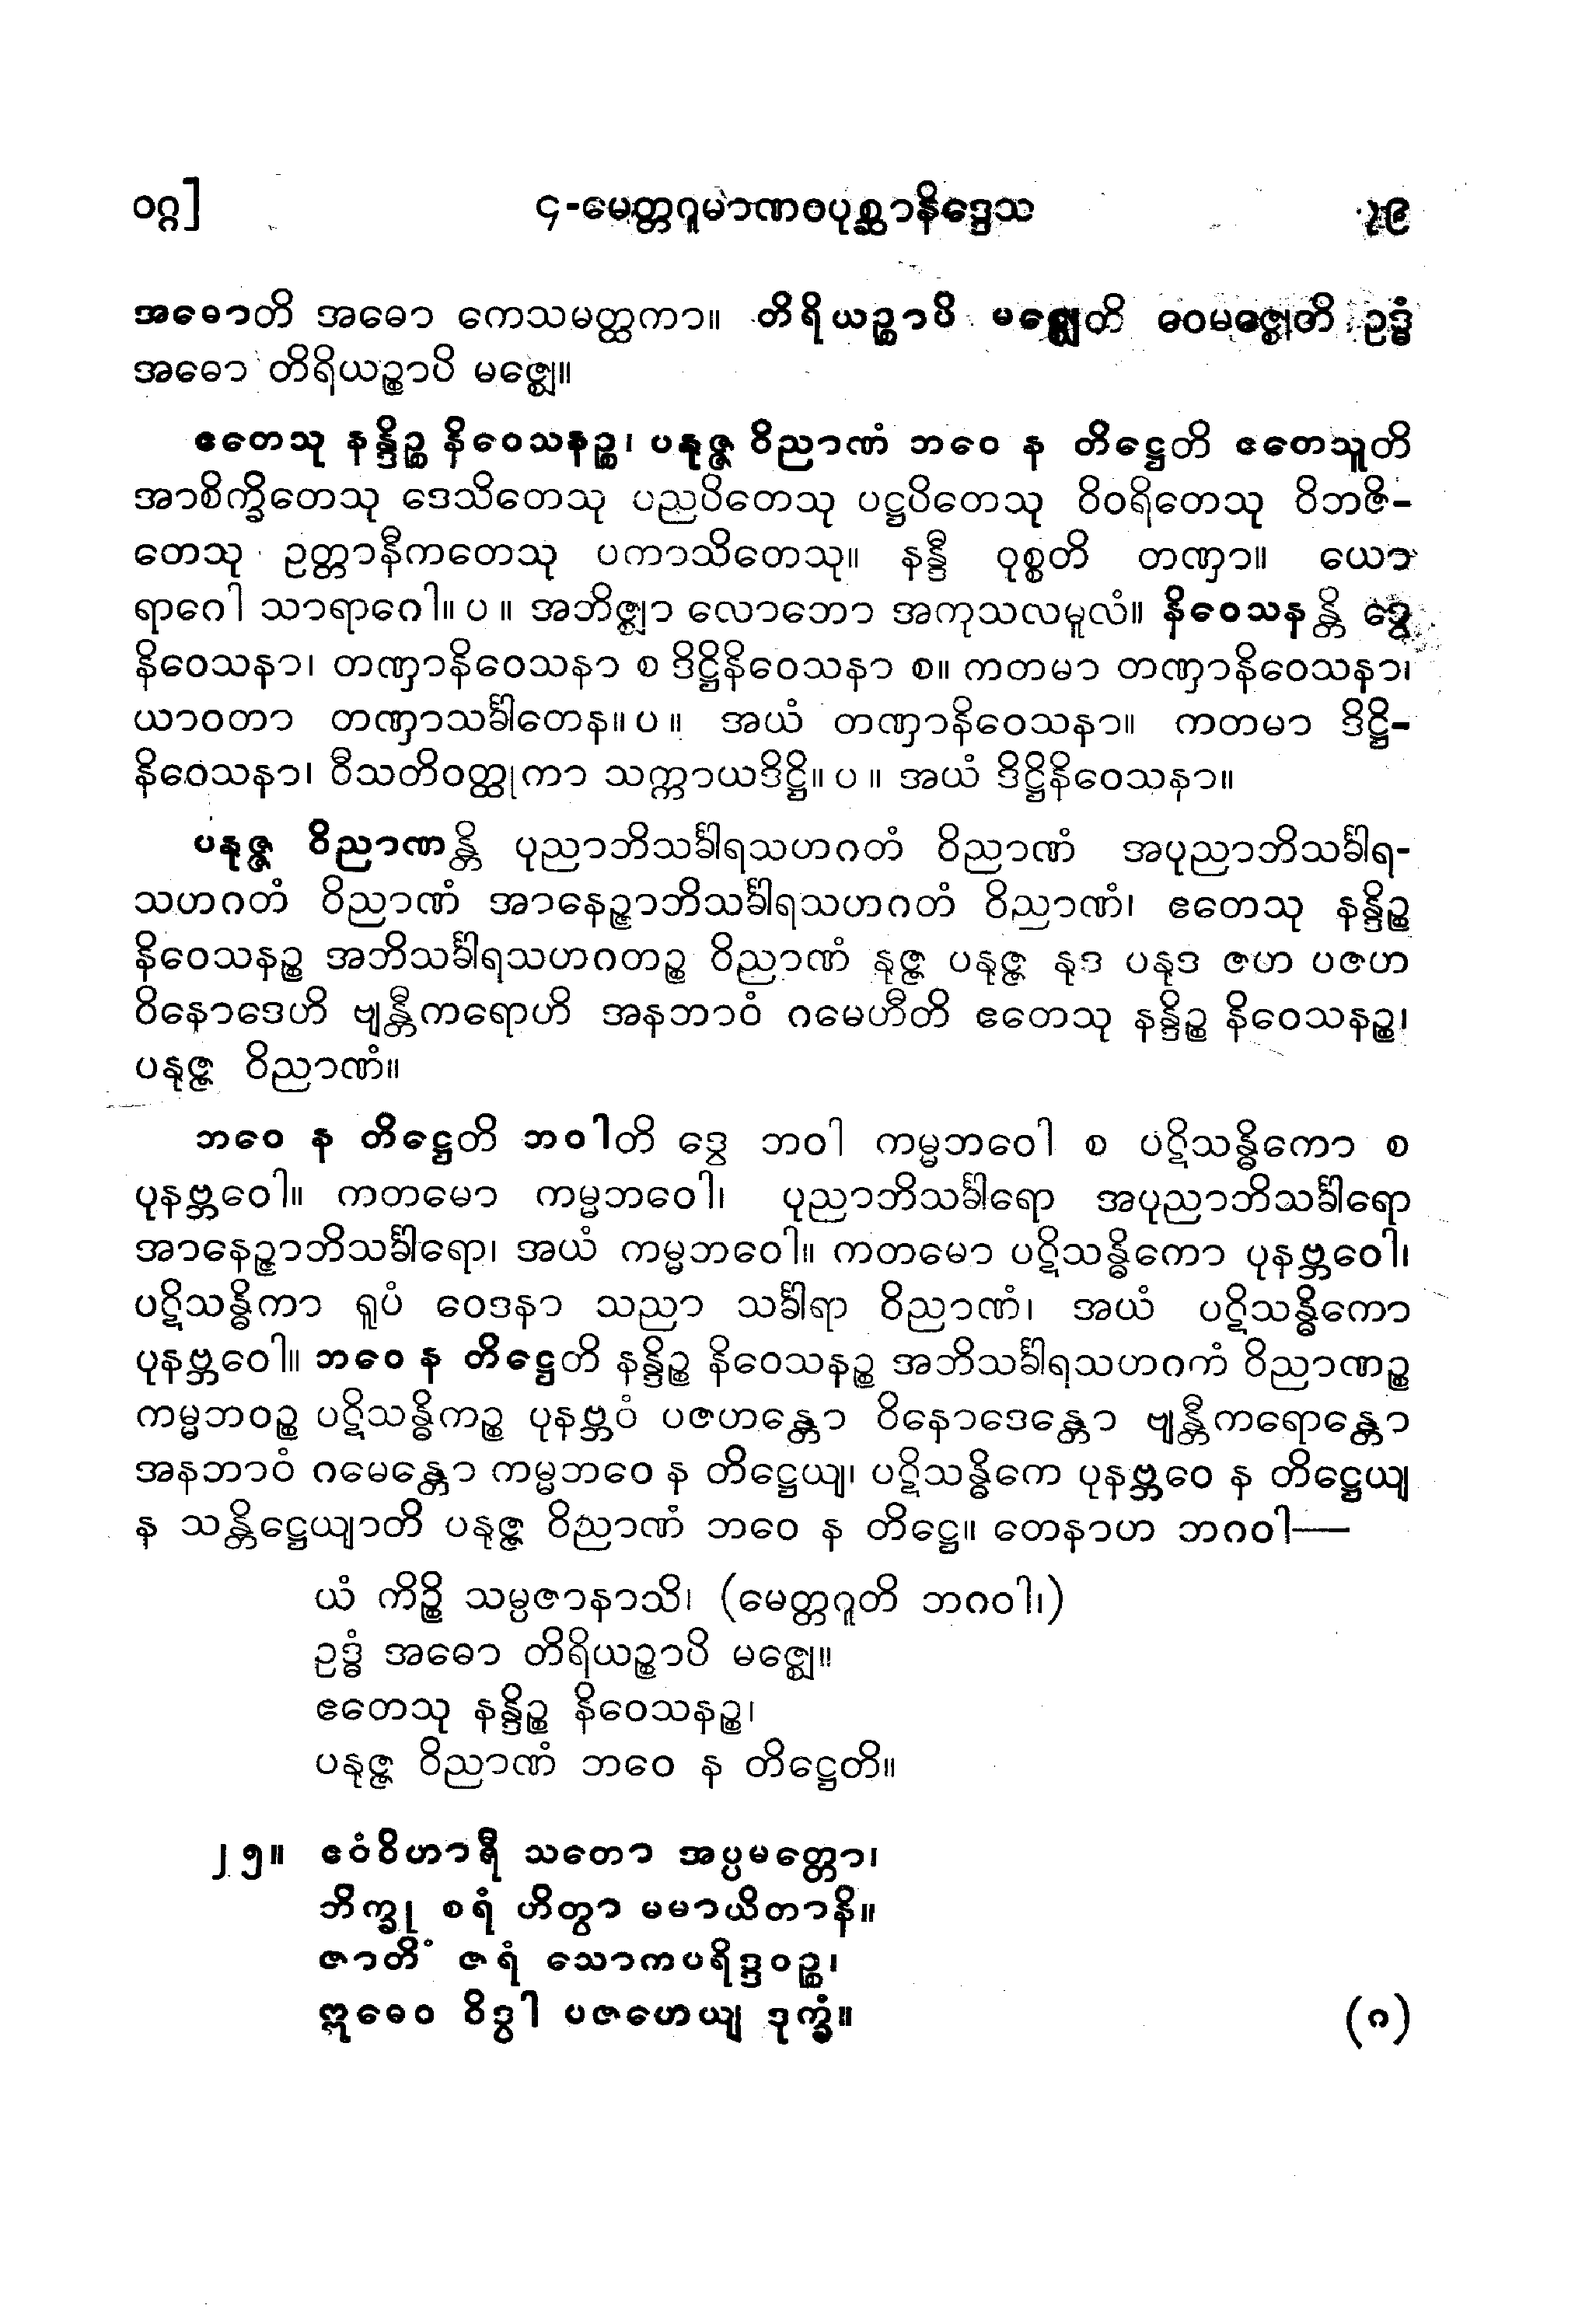 ဝဂ္ဂ]
၄-မေတ္တဂူမာဏဝပုစ္ဆာနိဒ္ဒေသ
အဓောတိ အဓော ကေသမတ္ထကာ။ တိရိယဉ္စာပိ မဇ္ဈေတိ ဝေမဇ္ဈေတိ ဥဒ္ဓံ
အဓော တိရိယဉ္စာပိ မဇ္ဈေ။
ဧတေသု နန္ဒိဉ္စ နိဝေသနဉ္စ၊ ပနုဇ္ဇ ဝိညာဏံ ဘဝေ န တိဋ္ဌေတိ ဧတေသူတိ
အာစိက္ခိတေသု ဒေသိတေသု ပညပိတေသု ပဋ္ဌပိတေသု ဝိဝရိတေသု ဝိဘဇိ-
တေသု ဥတ္တာနီကတေသု ပကာသိတေသု။ နန္ဒီ ဝုစ္စတိ တဏှာ။ ယော
ရာဂေါ သာရာဂေါ။ ပ ။ အဘိဇ္ဈာ လောဘော အကုသလမူလံ။ နိဝေသနန္တိ ဒွေ
နိဝေသနာ၊ တဏှာနိဝေသနာ စ ဒိဋ္ဌိနိဝေသနာ စ။ ကတမာ တဏှာနိဝေသနာ၊
ယာဝတာ တဏှာသင်္ခါတေန။ ပ ။ အယံ တဏှာနိဝေသနာ။ ကတမာ ဒိဋ္ဌိ-
နိဝေသနာ၊ ဝီသတိဝတ္ထုကာ သက္ကာယဒိဋ္ဌိ။ ပ ။ အယံ ဒိဋ္ဌိနိဝေသနာ။
ပနုဇ္ဇ ဝိညာဏန္တိ ပုညာဘိသင်္ခါရသဟဂတံ ဝိညာဏံ အပုညာဘိသင်္ခါရ-
သဟဂတံ ဝိညာဏံ အာနေဉ္ဇာဘိသင်္ခါရသဟဂတံ ဝိညာဏံ၊ ဧတေသု နန္ဒိဉ္စ
နိဝေသနဉ္စ အဘိသင်္ခါရသဟဂတဉ္စ ဝိညာဏံ နုဇ္ဇ ပနုဇ္ဇ နုဒ ပနုဒ ဇဟ ပဇဟ
ဝိနောဒေဟိ ဗျန္တီကရောဟိ အနဘာဝံ ဂမေဟီတိ ဧတေသု နန္ဒိဉ္စ နိဝေသနဉ္စ၊
ပနုဇ္ဇ ဝိညာဏံ။
ဘဝေ န တိဋ္ဌေတိ ဘဝါတိ ဒွေ ဘဝါ ကမ္မဘဝေါ စ ပဋိသန္ဓိကော စ
ပုနဗ္ဘဝေါ။ ကတမော ကမ္မဘဝေါ၊ ပုညာဘိသင်္ခါရော အပုညာဘိသင်္ခါရော
အာနေဉ္ဇာဘိသင်္ခါရော၊ အယံ ကမ္မဘဝေါ။ ကတမော ပဋိသန္ဓိကော ပုနဗ္ဘဝေါ၊
ပဋိသန္ဓိကာ ရူပံ ဝေဒနာ သညာ သင်္ခါရာ ဝိညာဏံ၊ အယံ ပဋိသန္ဓိကော
ပုနဗ္ဘဝေါ။ ဘဝေ န တိဋ္ဌေတိ နန္ဒိဉ္စ နိဝေသနဉ္စ အဘိသင်္ခါရသဟဂကံ ဝိညာဏဉ္စ
ကမ္မဘဝဉ္စ ပဋိသန္ဓိကဉ္စ ပုနဗ္ဘဝံ ပဇဟန္တော ဝိနောဒေန္တော ဗျန္တီကရောန္တော
အနဘာဝံ ဂမေန္တော ကမ္မဘဝေ န တိဋ္ဌေယျ၊ ပဋိသန္ဓိကေ ပုနဗ္ဘဝေ န တိဋ္ဌေယျ
န သန္တိဋ္ဌေယျာတိ ပနုဇ္ဇ ဝိညာဏံ ဘဝေ န တိဋ္ဌေ။ တေနာဟ ဘဂဝါ—
ယံ ကိဉ္စိ သမ္ပဇာနာသိ၊ (မေတ္တဂူတိ ဘဂဝါ၊)
ဥဒ္ဓံ အဓော တိရိယဉ္စာပိ မဇ္ဈေ။
ဧတေသု နန္ဒိဉ္စ နိဝေသနဉ္စ၊
ပနုဇ္ဇ ဝိညာဏံ ဘဝေ န တိဋ္ဌေတိ။
၂၅။ ဧဝံဝိဟာရီ သတော အပ္ပမတ္တော၊
ဘိက္ခု စရံ ဟိတွာ မမာယိတာနိ။
ဇာတိံ ဇရံ သောကပရိဒ္ဒဝဉ္စ၊
ဣဓေဝ ဝိဒွါ ပဇဟေယျ ဒုက္ခံ။ (ဂ)